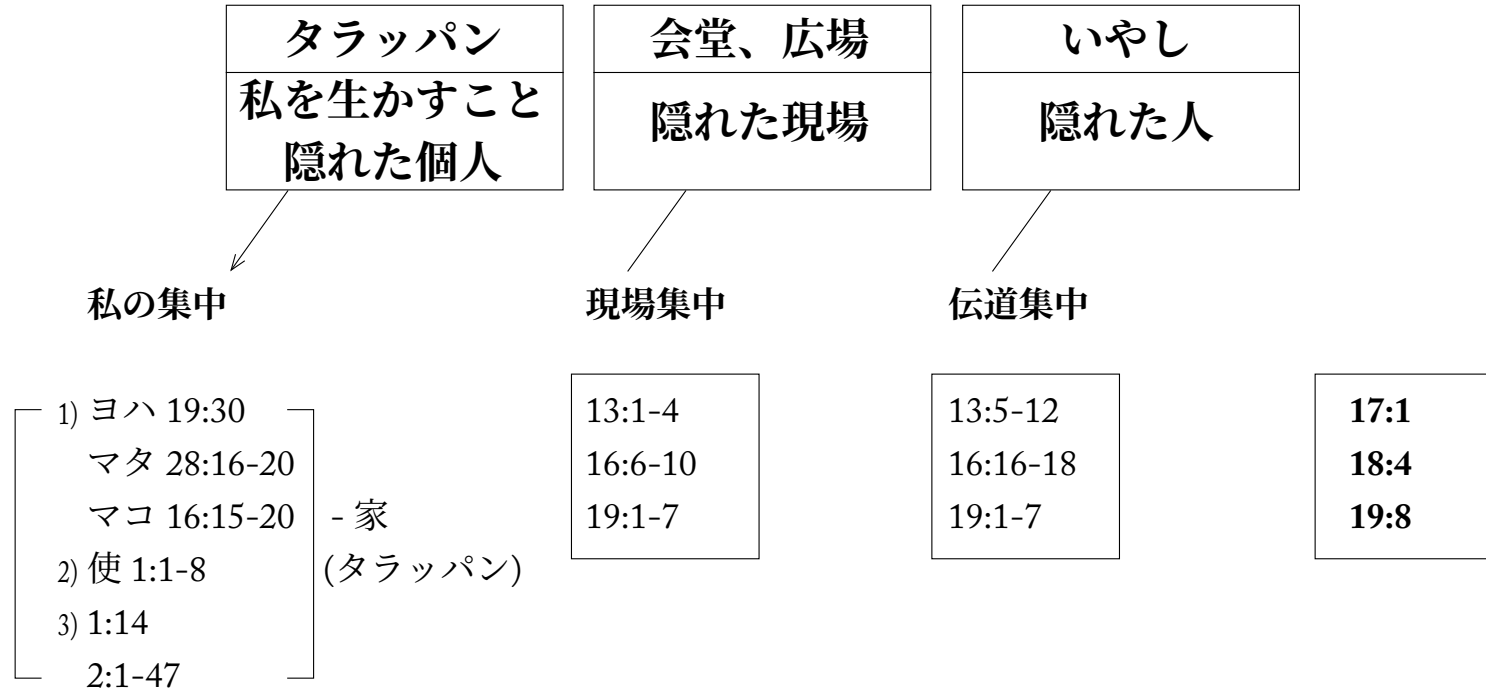 タラッパン
私を生かすこと
隠れた個人
会堂、広場
隠れた現場
いやし
隠れた人
私の集中
現場集中
伝道集中
1) ヨハ 19:30
マタ 28:16-20
マコ 16:15-20
2) 使 1:1-8
3) 1:14
2:1-47
- 家
(タラッパン)
13:1-4
16:6-10
19:1-7
13:5-12
16:16-18
19:1-7
17:1
18:4
19:8